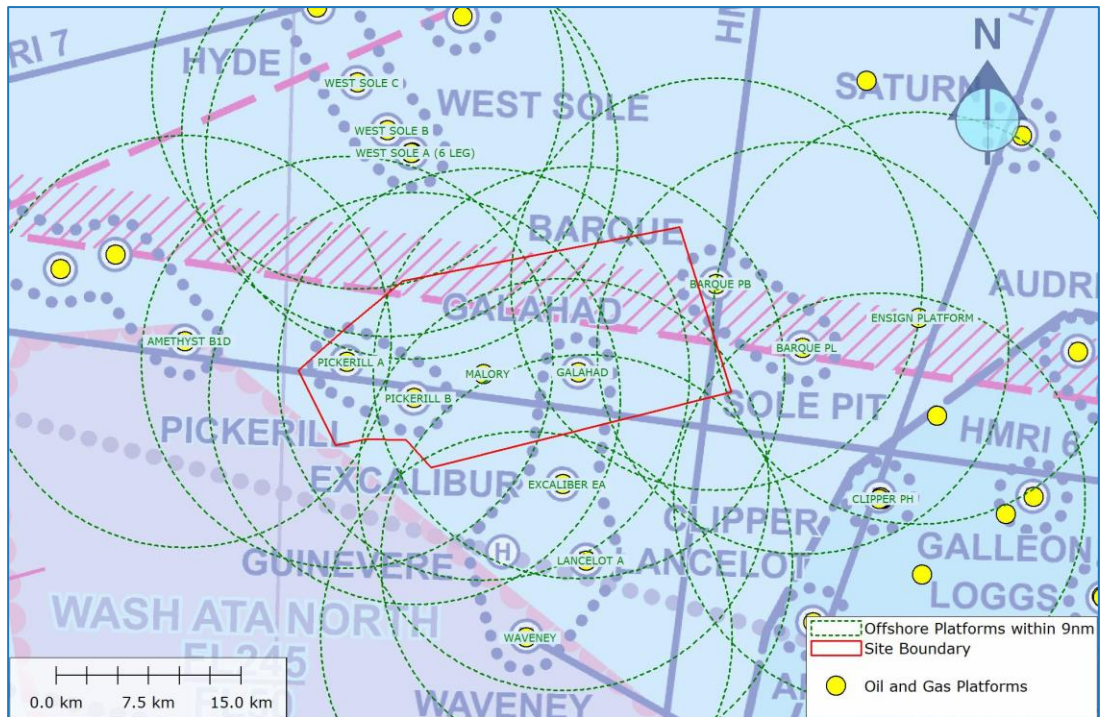 RI 7
HYDE
WEST SOLE C
WEST SOLE
WEST SOLE B
WEST SOLE A (6 LEG)
N
SATURN
BARQUE
BARQUE PB
AUDRE
GALAHAD
ENSIGN PLATFORM
AMETHYST B1D
BARQUE PL
PICKERILL A
MALORY
GALAHAD
PICKERILL B
SOLE PIT
PICKERILL
HMRI 6
EXCALIBUR
EXCALIBER EA
CLIPPER PH
CLIPPER
GALLEON
H
GUINEVERE
LANCELOT A
LANCELOT
LOGGS
WASH ATA NORTH
FL245
FL50
WAVENEY
WAVENEY
Offshore Platforms within 9nm
Site Boundary
Oil and Gas Platforms
0.0 km 7.5 km 15.0 km